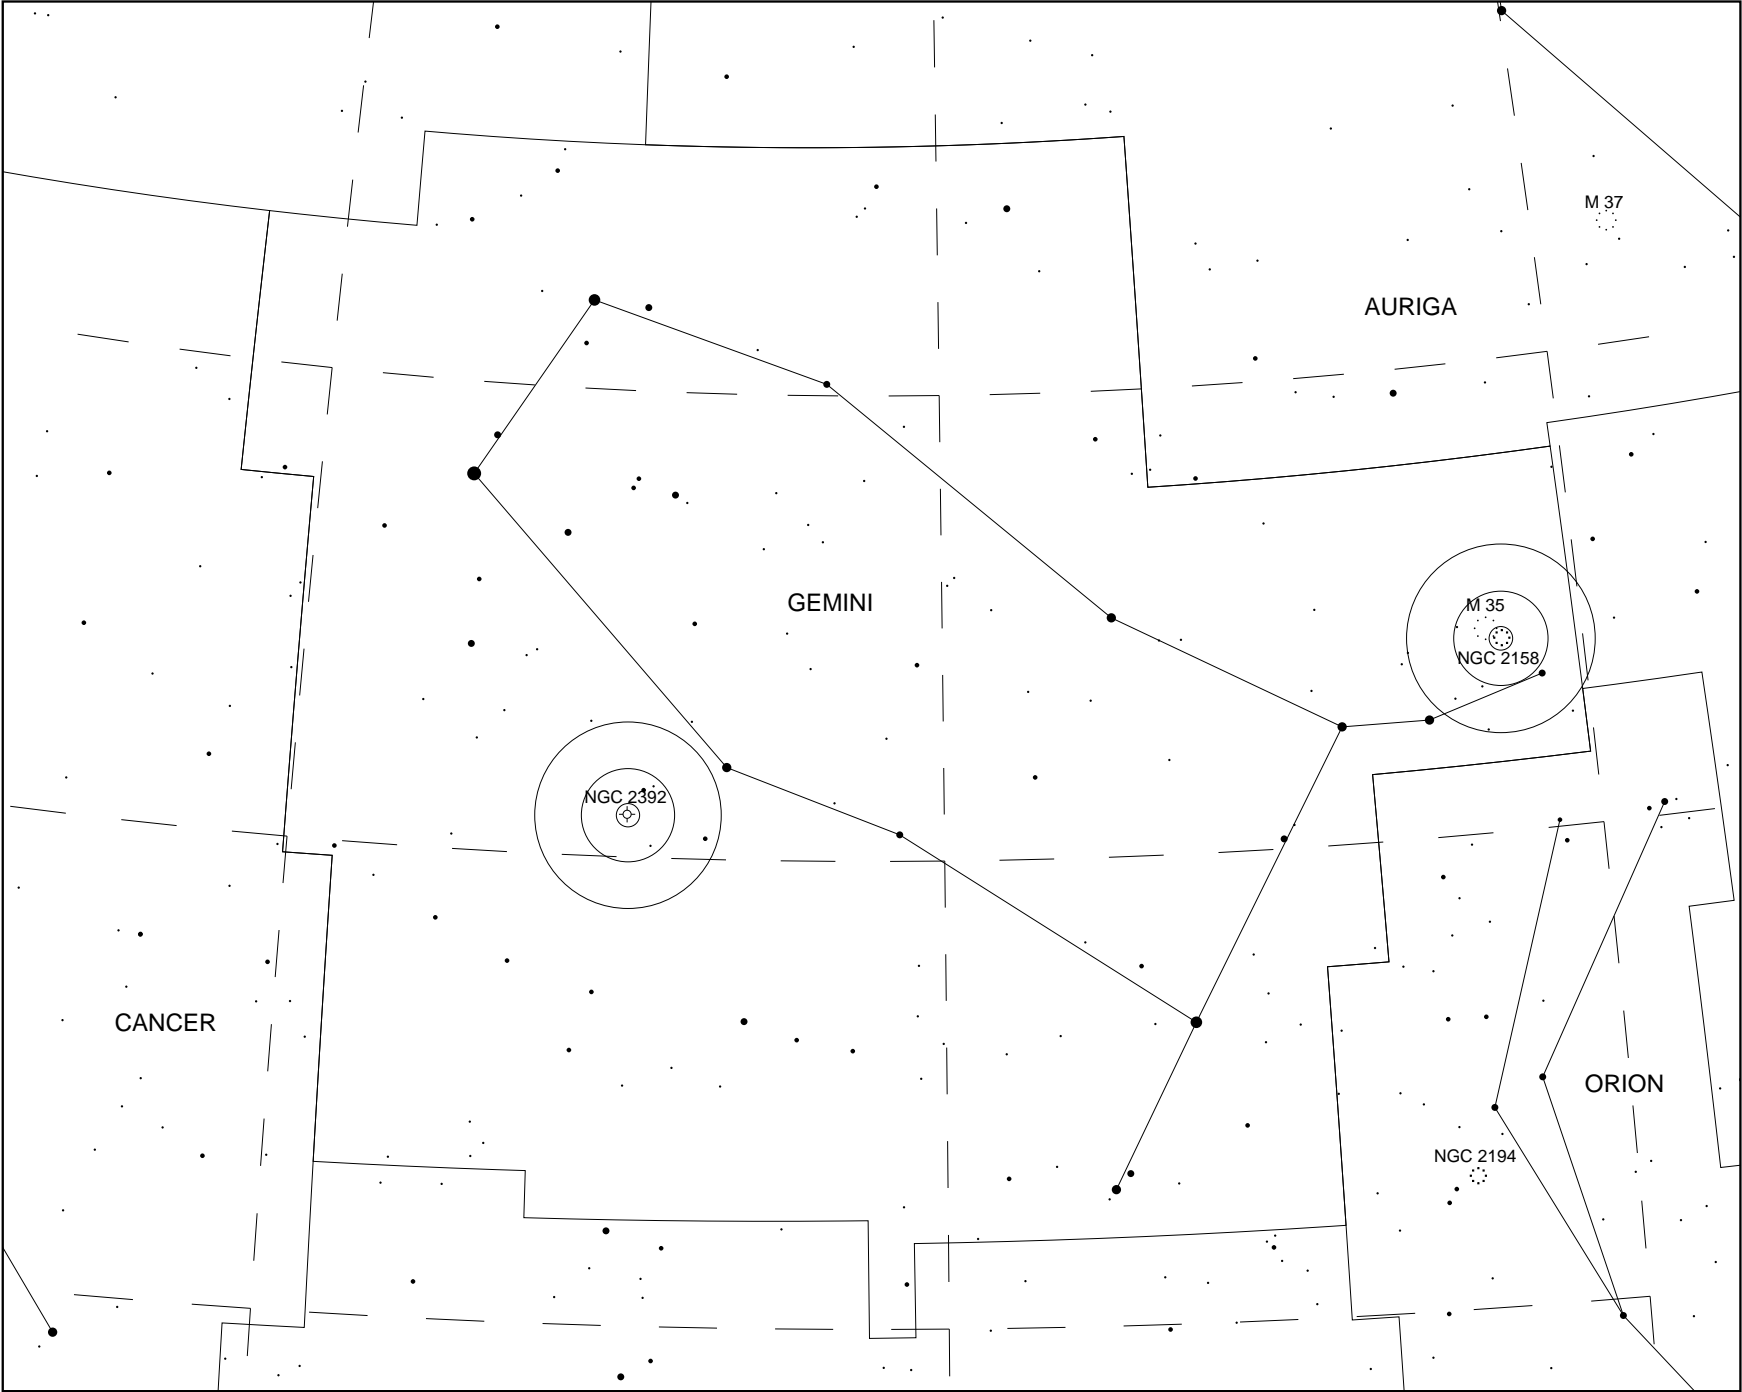 M 37
AURIGA
GEMINI
M 35
NGC 2158
NGC 2392
CANCER
ORION
NGC 2194